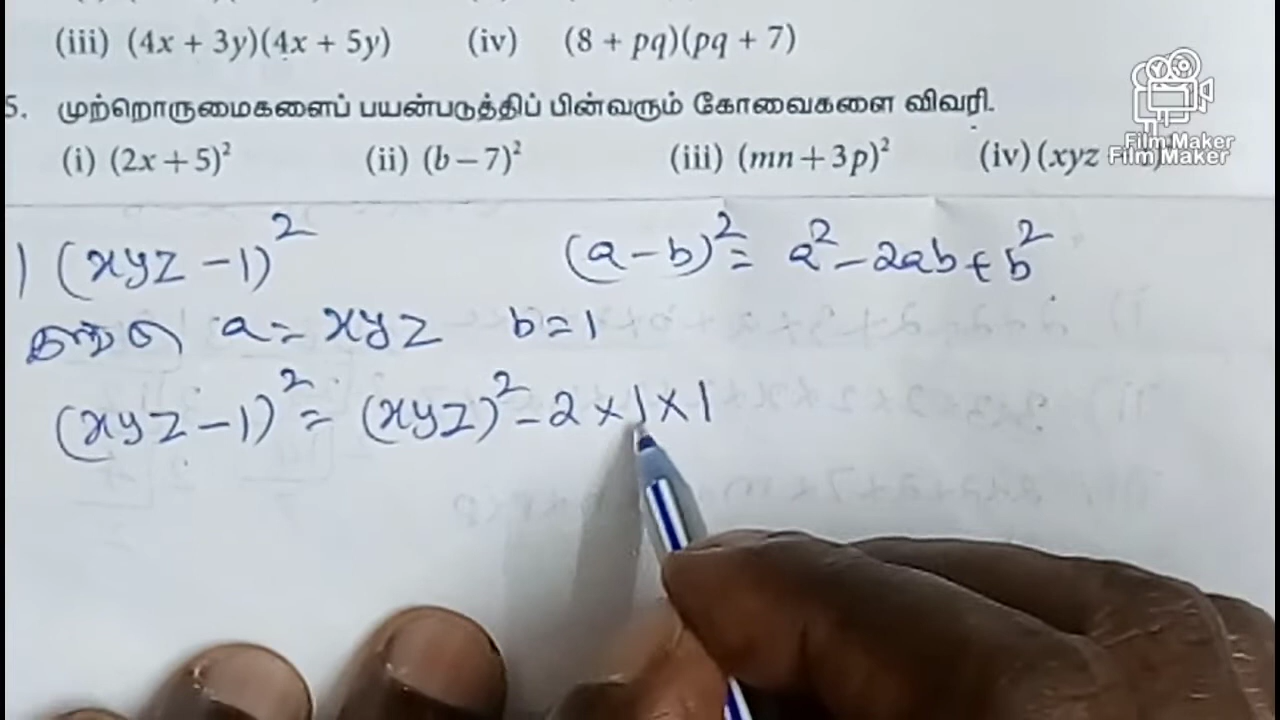 (iii) (4x + 3y)(4x + 5y) (iv) (8 + pq)(pq + 7)
5. முற்றொருமைகளைப் பயன்படுத்திப் பின்வரும் கோவைகளை விவரி.
(i) (2x + 5)² (ii) (b – 7)² (iii) (mn + 3p)² (iv) (xyz
Film Maker
Film Maker
) (xyz - 1)² (a - b)² = a² - 2ab + b²
a = xyz b = 1
(xyz - 1)² = (xyz)² - 2 × 1 × 1